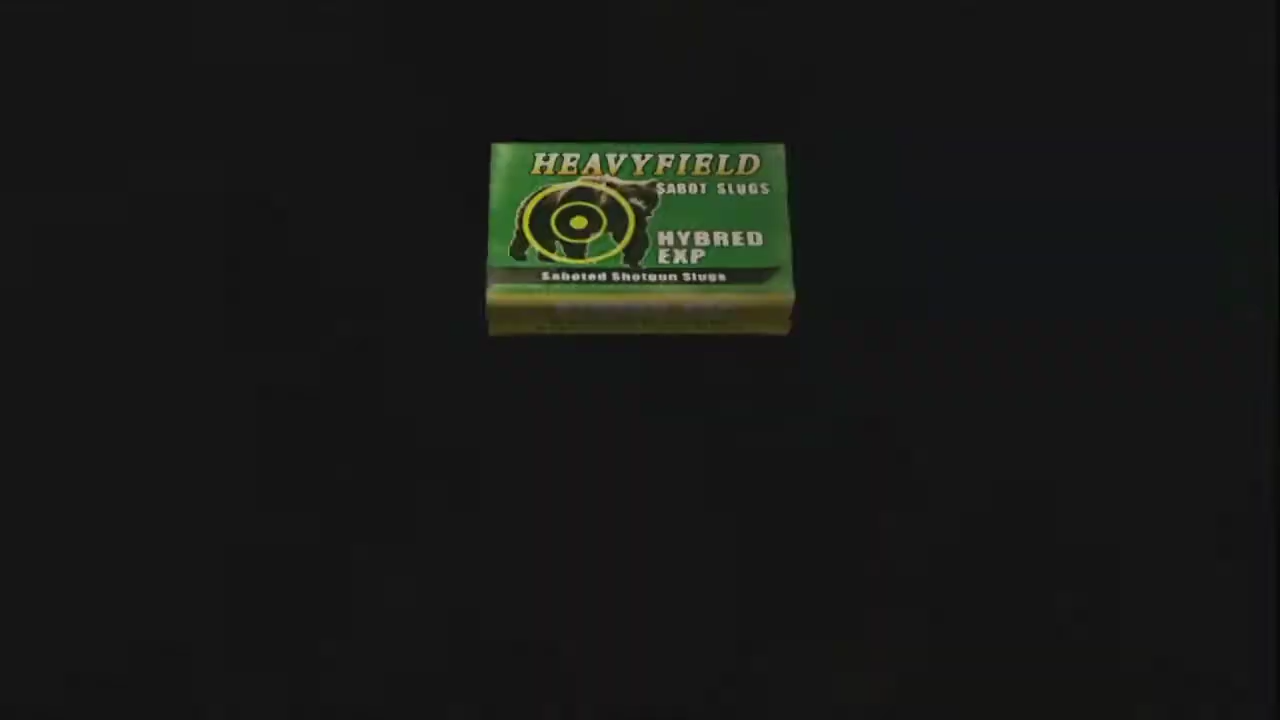 HEAVYFIELD
SABOT SLUGS
HYBRED
EXP
Saboted Shotgun Slugs